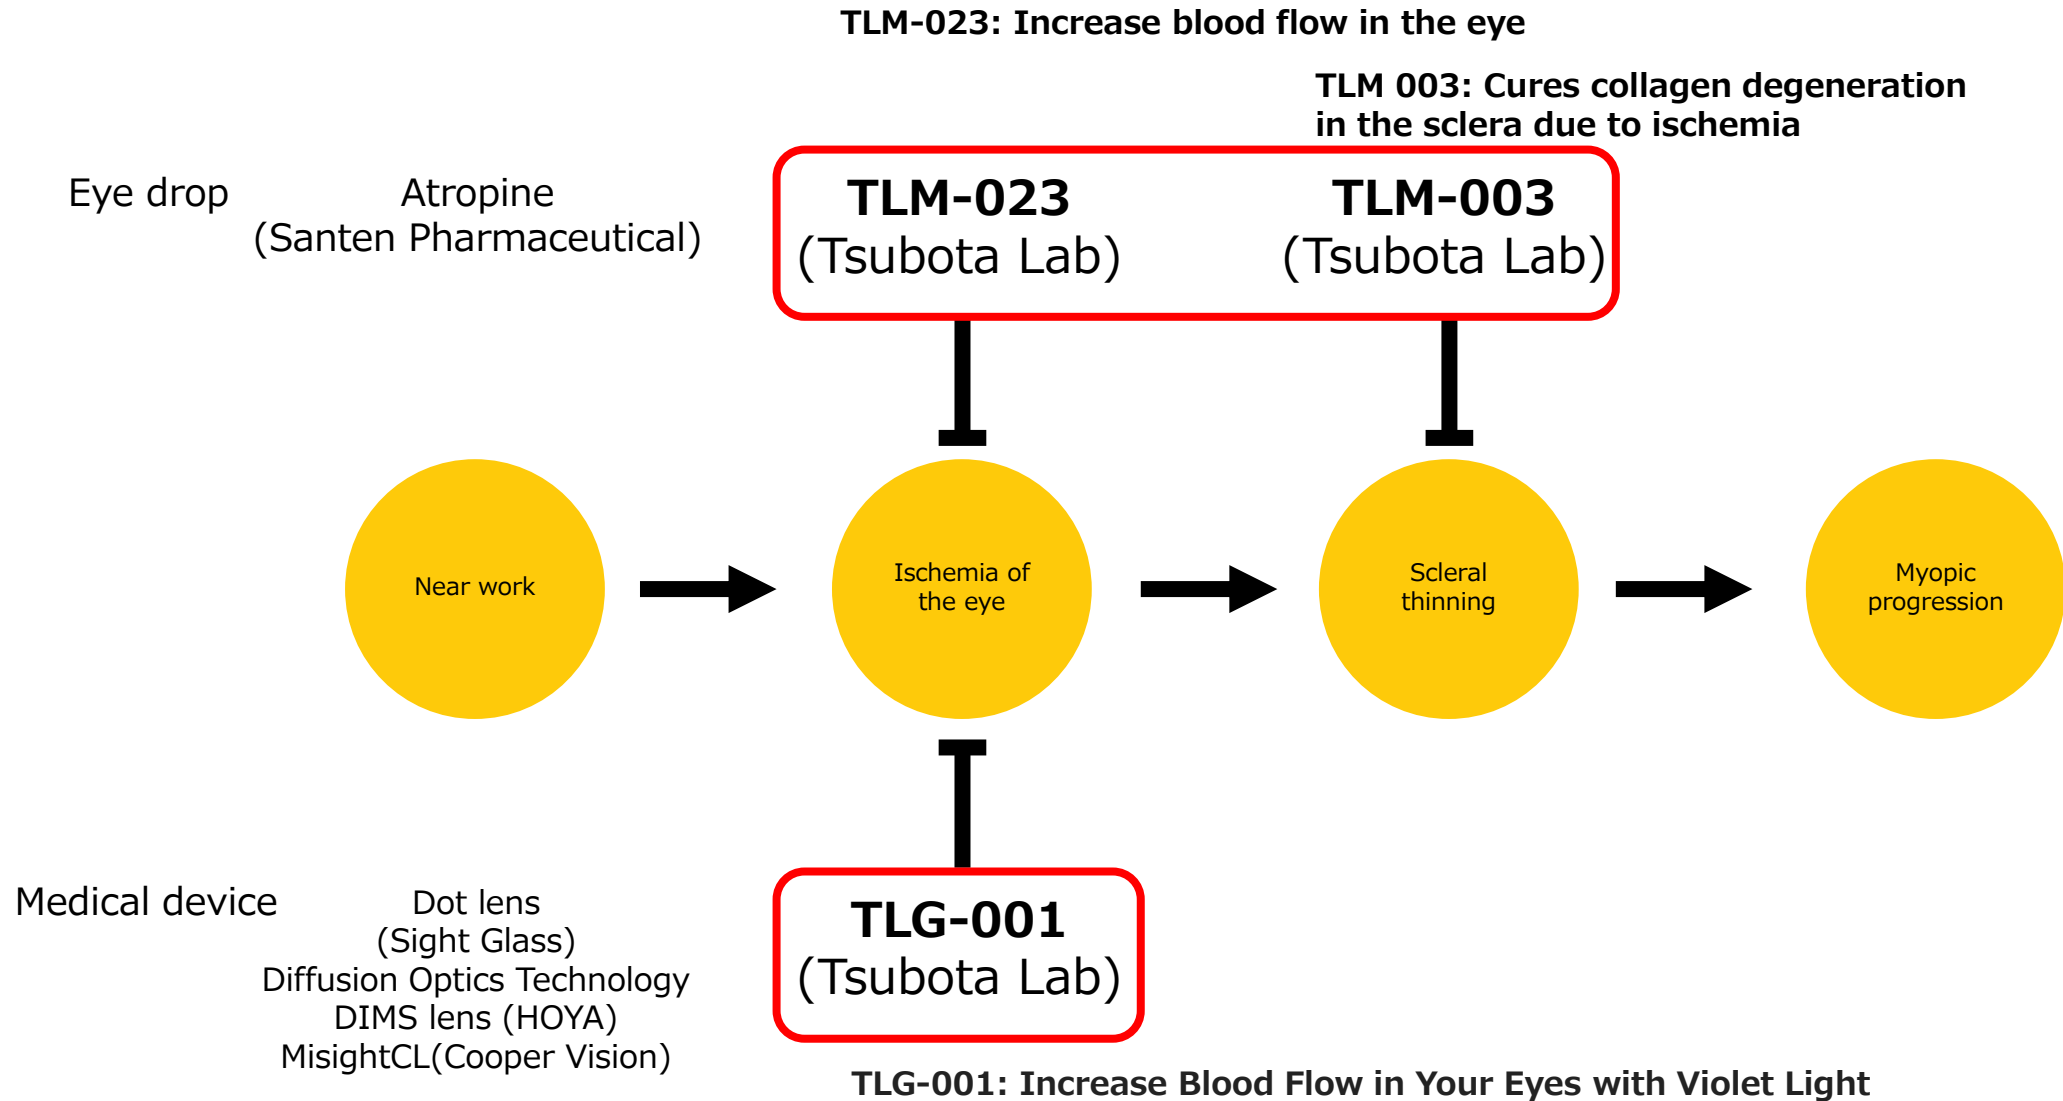 TLM-023: Increase blood flow in the eye
TLM 003: Cures collagen degeneration
in the sclera due to ischemia
Eye drop
Atropine
(Santen Pharmaceutical)
TLM-023
(Tsubota Lab)
TLM-003
(Tsubota Lab)
Near work
Ischemia of
the eye
Scleral
thinning
Myopic
progression
Medical device
Dot lens
(Sight Glass)
Diffusion Optics Technology
DIMS lens (HOYA)
MisightCL(Cooper Vision)
TLG-001
(Tsubota Lab)
TLG-001: Increase Blood Flow in Your Eyes with Violet Light